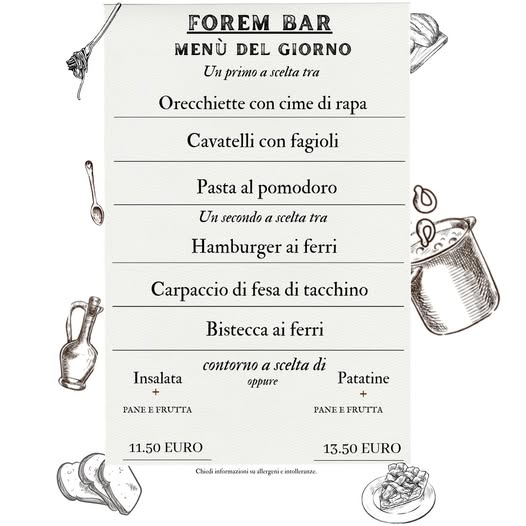 FOREM BAR
MENÙ DEL GIORNO
Un primo a scelta tra
Orecchiette con cime di rapa
Cavatelli con fagioli
Pasta al pomodoro
Un secondo a scelta tra
Hamburger ai ferri
Carpaccio di fesa di tacchino
Bistecca ai ferri
contorno a scelta di
Insalata oppure Patatine
+ +
PANE E FRUTTA PANE E FRUTTA
11.50 EURO 13.50 EURO
Chiedi informazioni su allergeni e intolleranze.